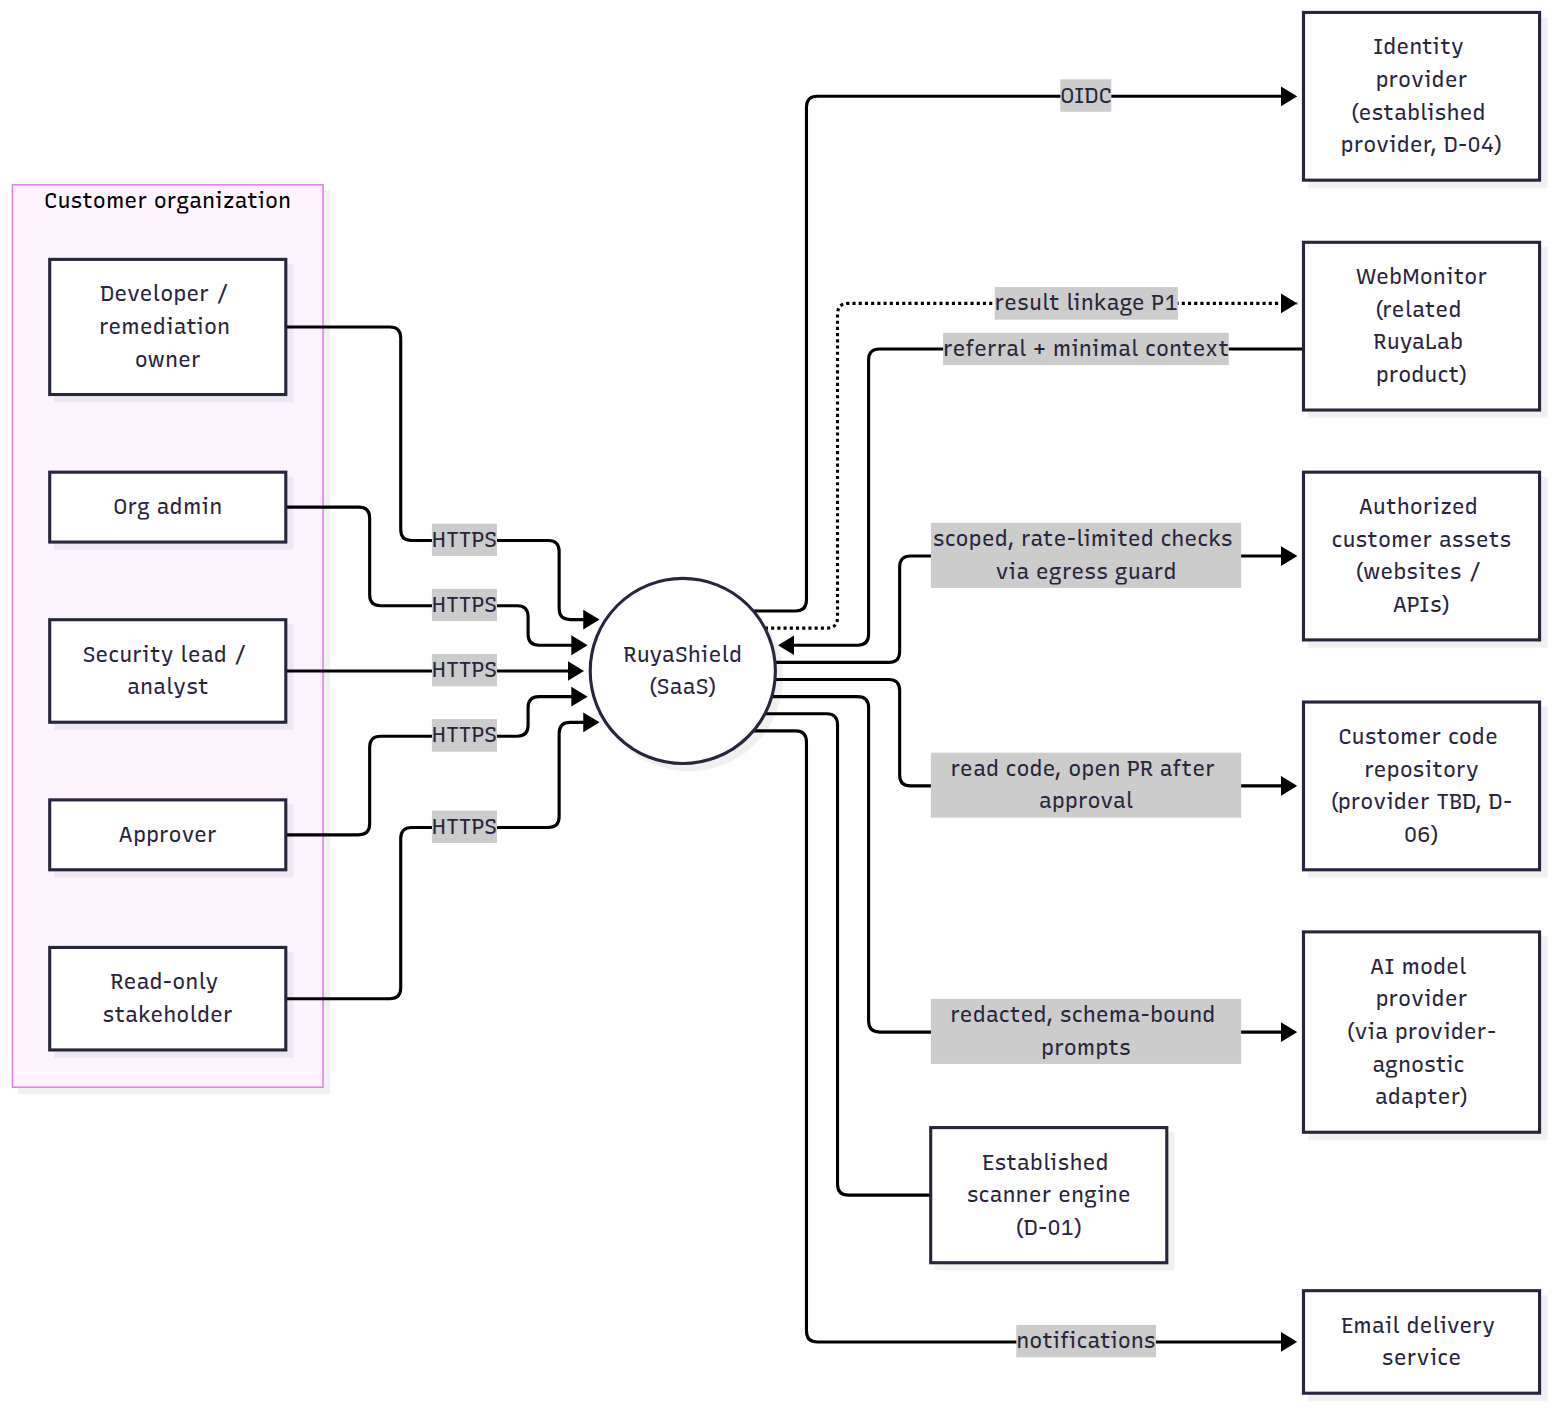 Customer organization
Developer /
remediation
owner
Org admin
Security lead /
analyst
Approver
Read-only
stakeholder
HTTPS
HTTPS
HTTPS
HTTPS
HTTPS
RuyaShield
(SaaS)
OIDC
result linkage P1
referral + minimal context
scoped, rate-limited checks
via egress guard
read code, open PR after
approval
redacted, schema-bound
prompts
Established
scanner engine
(D-01)
notifications
Identity
provider
(established
provider, D-04)
WebMonitor
(related
RuyaLab
product)
Authorized
customer assets
(websites /
APIs)
Customer code
repository
(provider TBD, D-
06)
AI model
provider
(via provider-
agnostic
adapter)
Email delivery
service